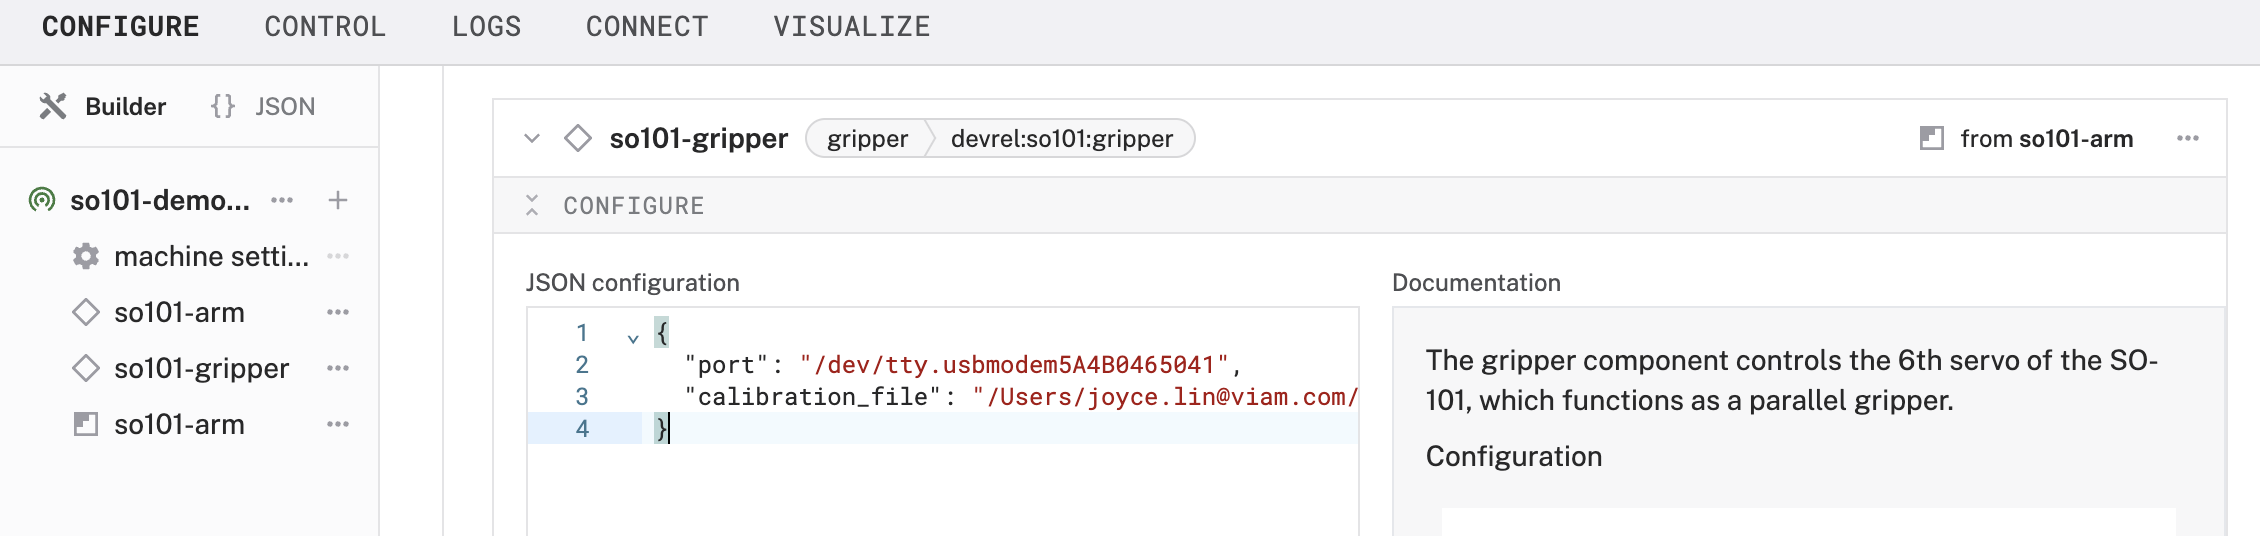 CONFIGURE CONTROL LOGS CONNECT VISUALIZE
Builder {} JSON
so101-demo... ... +
machine setti... ...
so101-arm ...
so101-gripper ...
so101-arm ...
so101-gripper gripper devrel:so101:gripper from so101-arm ...
CONFIGURE
JSON configuration
1 {
2 "port": "/dev/tty.usbmodem5A4B0465041",
3 "calibration_file": "/Users/joyce.lin@viam.com/
4 }
Documentation
The gripper component controls the 6th servo of the SO-
101, which functions as a parallel gripper.
Configuration